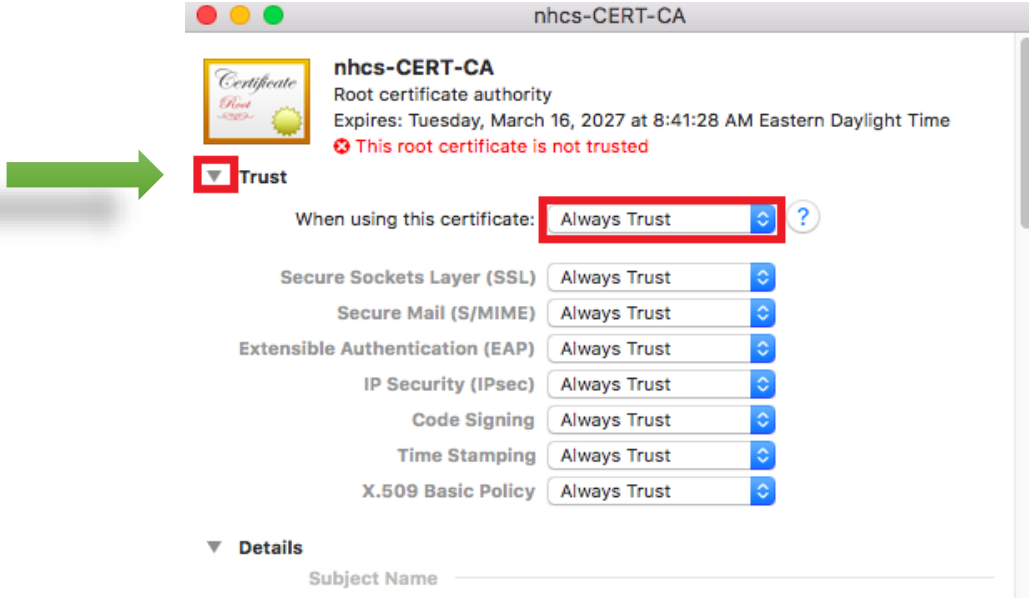 nhcs-CERT-CA
Certificate
Root
nhcs-CERT-CA
Root certificate authority
Expires: Tuesday, March 16, 2027 at 8:41:28 AM Eastern Daylight Time
This root certificate is not trusted
Trust
When using this certificate: Always Trust ?
Secure Sockets Layer (SSL) Always Trust
Secure Mail (S/MIME) Always Trust
Extensible Authentication (EAP) Always Trust
IP Security (IPsec) Always Trust
Code Signing Always Trust
Time Stamping Always Trust
X.509 Basic Policy Always Trust
Details
Subject Name